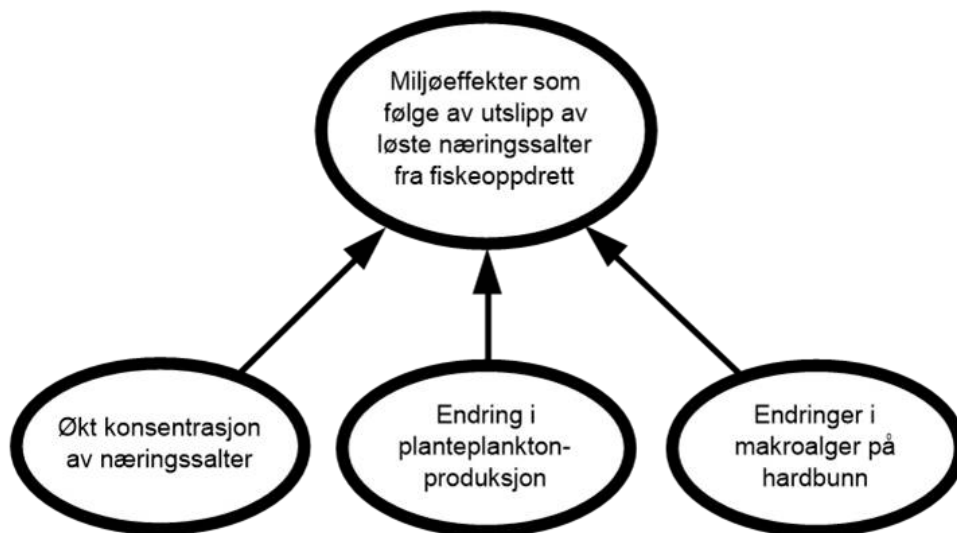 Miljøeffekter som
følge av utslipp av
løste næringssalter
fra fiskeoppdrett
Økt konsentrasjon
av næringssalter
Endring i
planteplankton-
produksjon
Endringer i
makroalger på
hardbunn